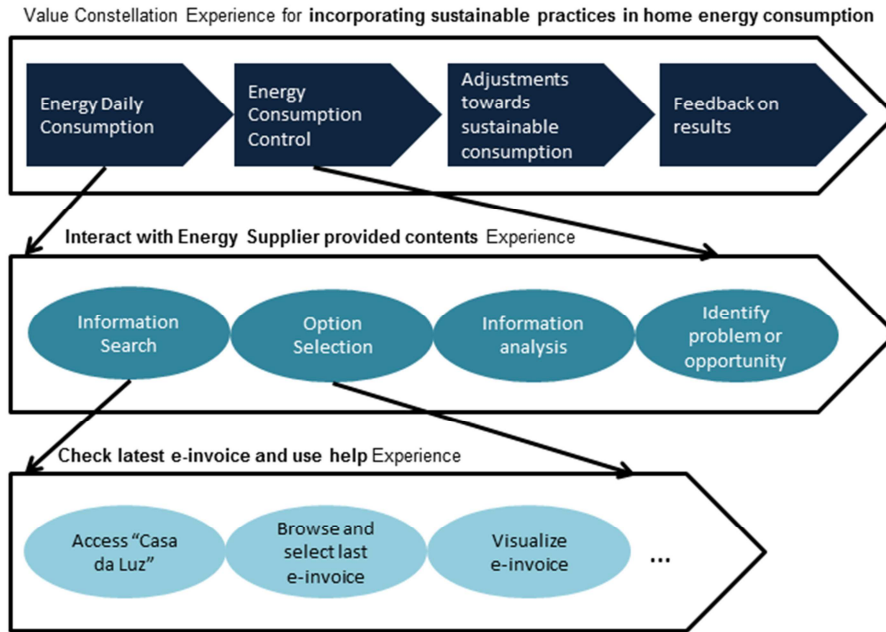 Value Constellation Experience for incorporating sustainable practices in home energy consumption
Energy Daily
Consumption
Energy
Consumption
Control
Adjustments
towards
sustainable
consumption
Feedback on
results
Interact with Energy Supplier provided contents Experience
Information
Search
Option
Selection
Information
analysis
Identify
problem or
opportunity
Check latest e-invoice and use help Experience
Access “Casa
da Luz”
Browse and
select last
e-invoice
Visualize
e-invoice
...